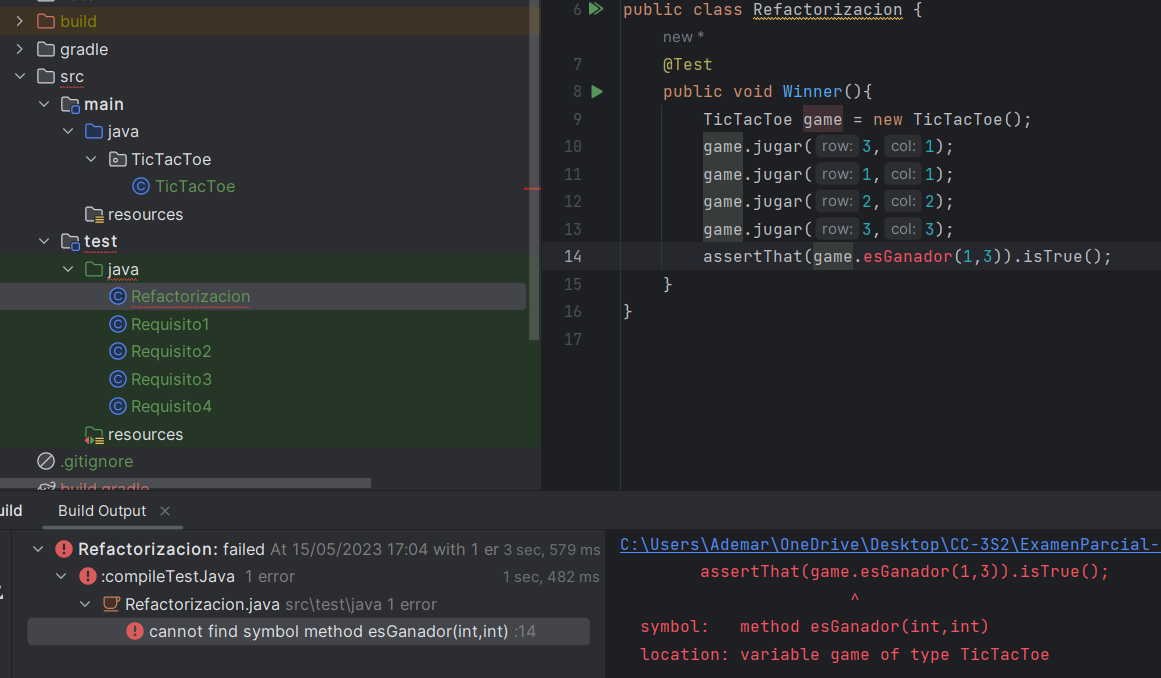 build
gradle
src
main
java
TicTacToe
TicTacToe
resources
test
java
Refactorizacion
Requisito1
Requisito2
Requisito3
Requisito4
resources
.gitignore
build.gradle
6 public class Refactorizacion {
new *
7 @Test
8 public void Winner(){
9 TicTacToe game = new TicTacToe();
10 game.jugar( row: 3, col: 1);
11 game.jugar( row: 1, col: 1);
12 game.jugar( row: 2, col: 2);
13 game.jugar( row: 3, col: 3);
14 assertThat(game.esGanador(1,3)).isTrue();
15 }
16 }
17
uild Build Output
Refactorizacion: failed At 15/05/2023 17:04 with 1 er 3 sec, 579 ms
:compileTestJava 1 error 1 sec, 482 ms
Refactorizacion.java src\test\java 1 error
cannot find symbol method esGanador(int,int) :14
C:\Users\Ademar\OneDrive\Desktop\CC-3S2\ExamenParcial-
assertThat(game.esGanador(1,3)).isTrue();
^
symbol: method esGanador(int,int)
location: variable game of type TicTacToe